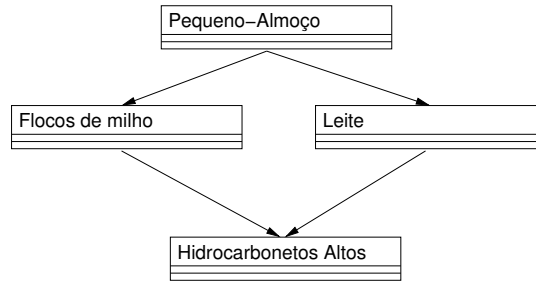 Pequeno-Almoço
Flocos de milho
Leite
Hidrocarbonetos Altos